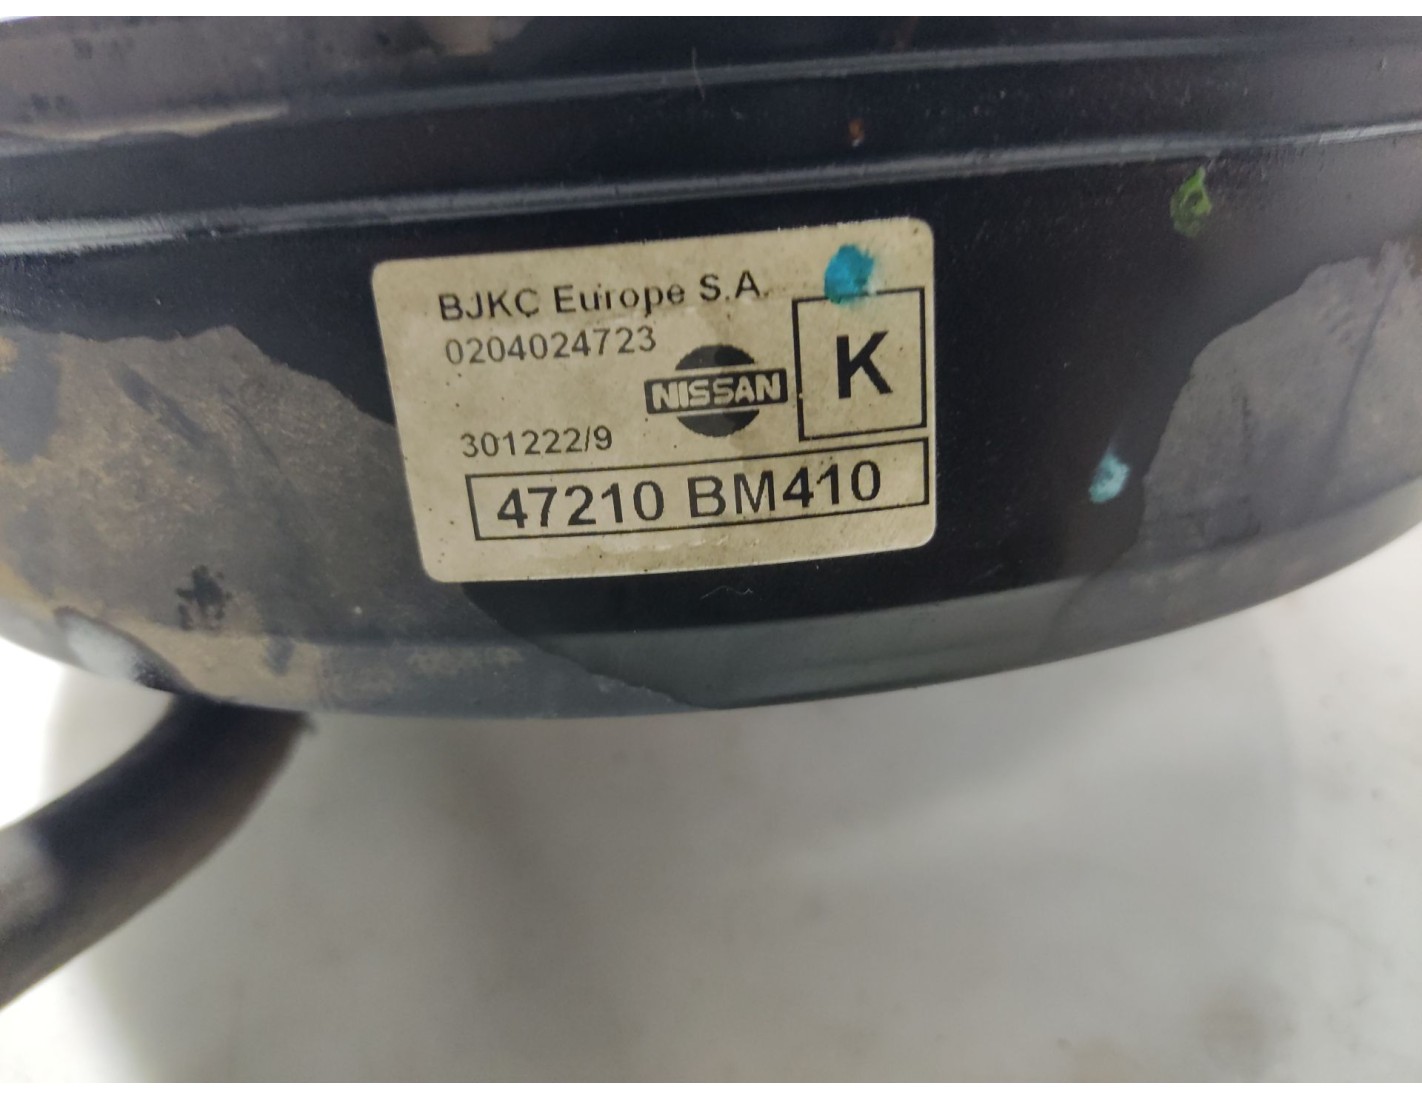 BJKC Europe S.A.
0204024723
NISSAN
K
301222/9
47210 BM410